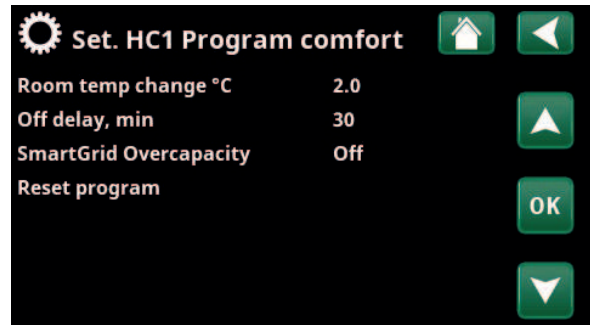 Set. HC1 Program comfort
Room temp change °C 2.0
Off delay, min 30
SmartGrid Overcapacity Off
Reset program
OK